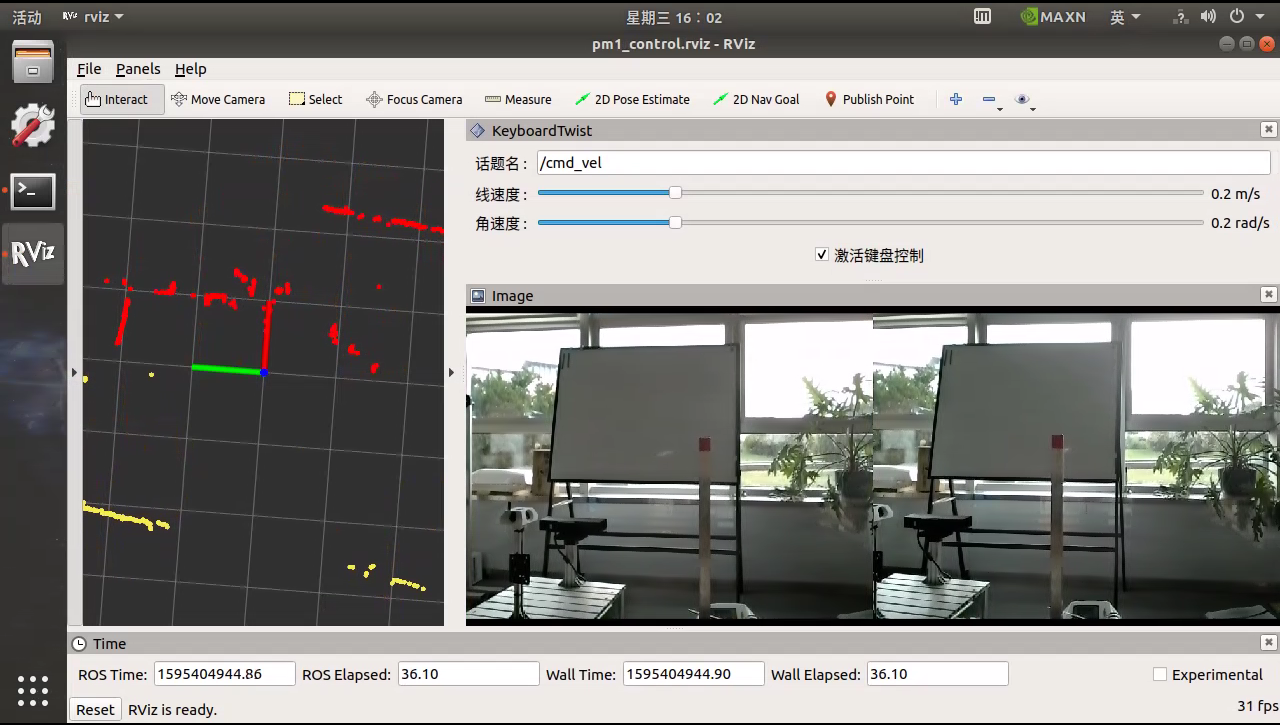 活动 RViz rviz 星期三 16：02 MAXN 英
pm1_control.rviz - RViz
File Panels Help
Interact Move Camera Select Focus Camera Measure 2D Pose Estimate 2D Nav Goal Publish Point
KeyboardTwist
话题名： /cmd_vel
线速度： 0.2 m/s
角速度： 0.2 rad/s
激活键盘控制
RViz
Image
Time
ROS Time: 1595404944.86 ROS Elapsed: 36.10 Wall Time: 1595404944.90 Wall Elapsed: 36.10 Experimental
Reset RViz is ready. 31 fps